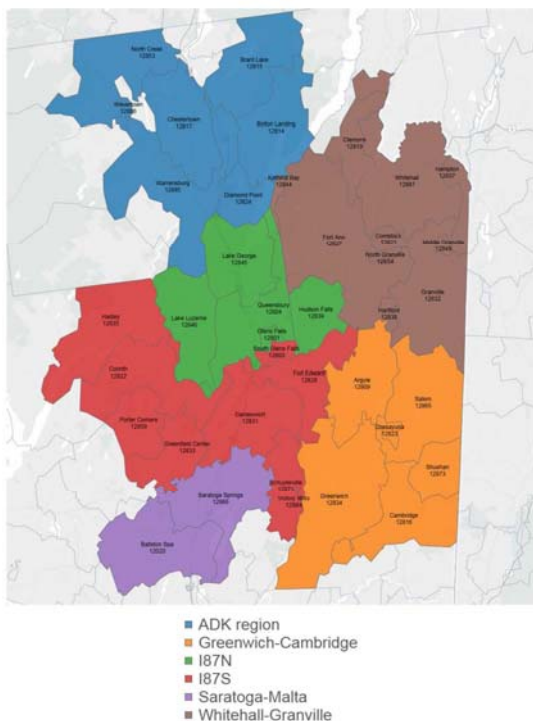 North Creek
12853
Brant Lake
12815
Chestertown
12817
Bolton Landing
12814
Clemons
12819
Whitehall
12887
Hampton
12837
Warrensburg
12885
Diamond Point
12824
Fort Ann
12827
Comstock
12821
North Granville
12854
Middle Granville
12849
Lake George
12845
Granville
12832
Hadley
12835
Lake Luzerne
12846
Queensbury
12804
Hudson Falls
12839
Hartford
12838
Glens Falls
12801
South Glens Falls
12803
Corinth
12822
Fort Edward
12828
Argyle
12809
Salem
12865
Porter Corners
12859
Gansevoort
12831
Greenfield Center
12833
Cossayuna
12823
Shushan
12873
Schuylerville
12871
Saratoga Springs
12866
Greenwich
12834
Cambridge
12816
Ballston Spa
12020
ADK region
Greenwich-Cambridge
I87N
I87S
Saratoga-Malta
Whitehall-Granville